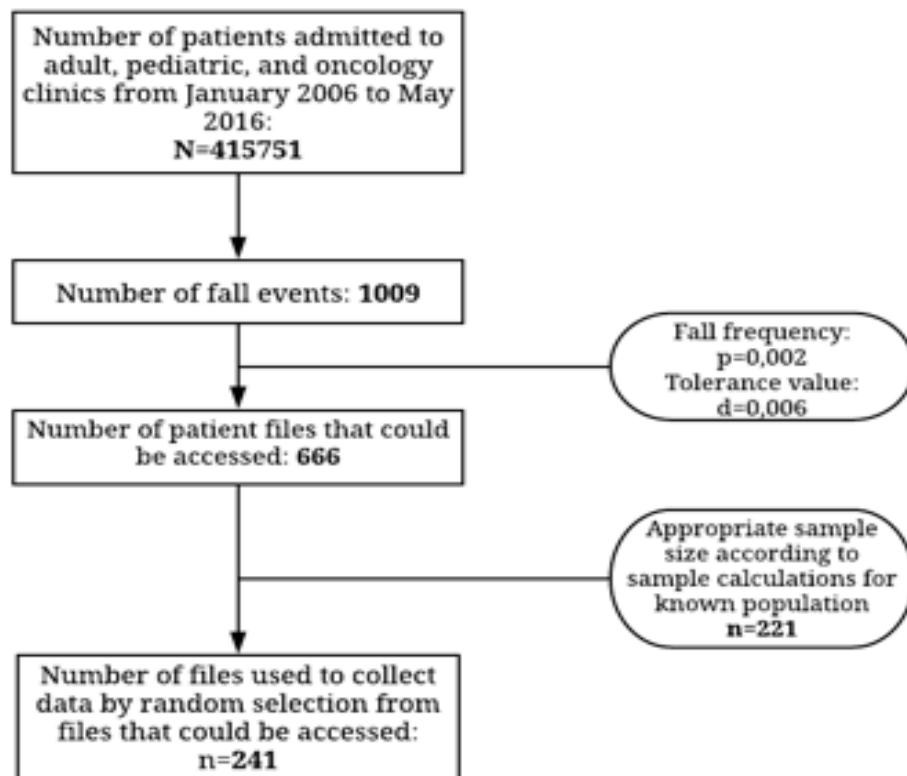 Number of patients admitted to
adult, pediatric, and oncology
clinics from January 2006 to May
2016:
N=415751
Number of fall events: 1009
Fall frequency:
p=0,002
Tolerance value:
d=0,006
Number of patient files that could
be accessed: 666
Appropriate sample
size according to
sample calculations for
known population
n=221
Number of files used to collect
data by random selection from
files that could be accessed:
n=241